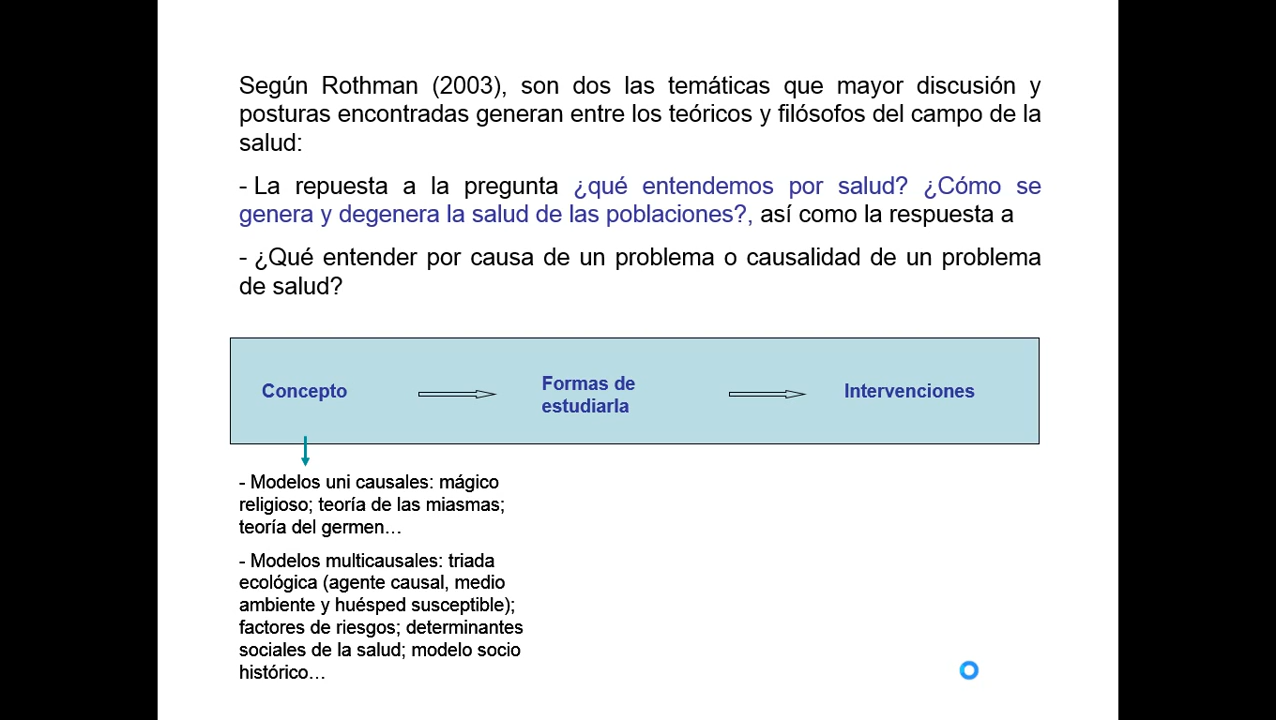 Según Rothman (2003), son dos las temáticas que mayor discusión y
posturas encontradas generan entre los teóricos y filósofos del campo de la
salud:
- La repuesta a la pregunta ¿qué entendemos por salud? ¿Cómo se
genera y degenera la salud de las poblaciones?, así como la respuesta a
- ¿Qué entender por causa de un problema o causalidad de un problema
de salud?
Concepto
Formas de
estudiarla
Intervenciones
- Modelos uni causales: mágico
religioso; teoría de las miasmas;
teoría del germen…
- Modelos multicausales: triada
ecológica (agente causal, medio
ambiente y huésped susceptible);
factores de riesgos; determinantes
sociales de la salud; modelo socio
histórico…